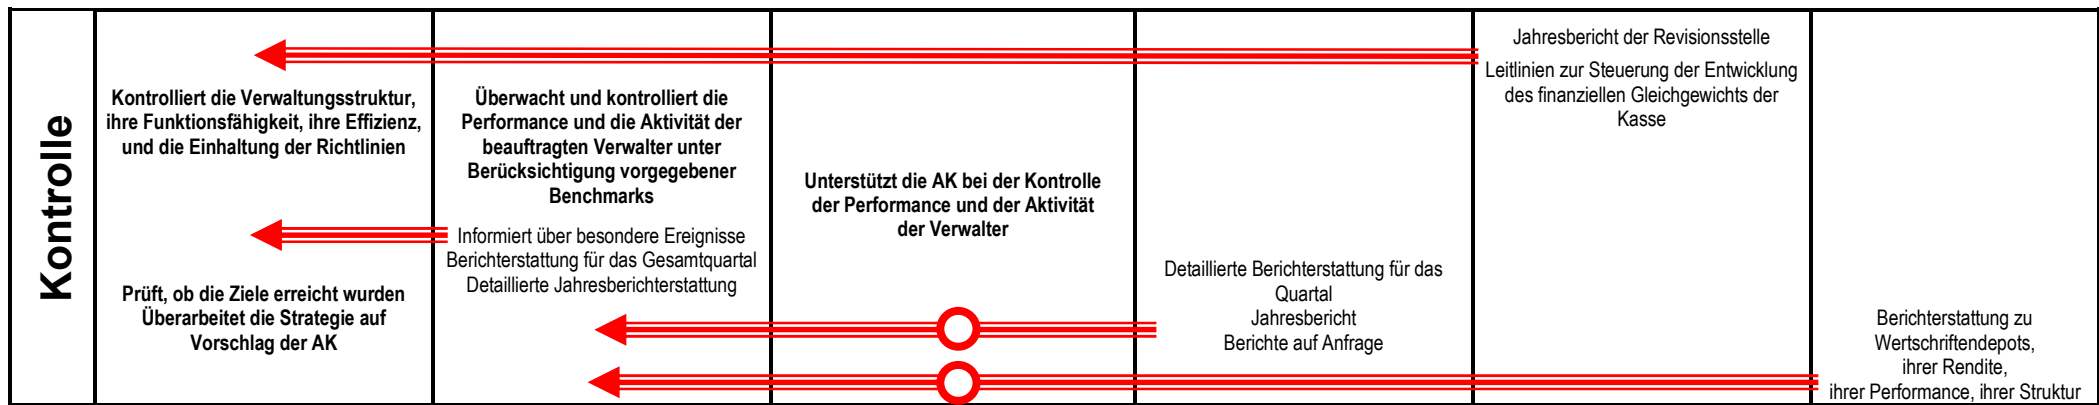 Kontrolle
Kontrolliert die Verwaltungsstruktur,
ihre Funktionsfähigkeit, ihre Effizienz,
und die Einhaltung der Richtlinien
Prüft, ob die Ziele erreicht wurden
Überarbeitet die Strategie auf
Vorschlag der AK
Überwacht und kontrolliert die
Performance und die Aktivität der
beauftragten Verwalter unter
Berücksichtigung vorgegebener
Benchmarks
Informiert über besondere Ereignisse
Berichterstattung für das Gesamtquartal
Detaillierte Jahresberichterstattung
Unterstützt die AK bei der Kontrolle
der Performance und der Aktivität
der Verwalter
Detaillierte Berichterstattung für das
Quartal
Jahresbericht
Berichte auf Anfrage
Jahresbericht der Revisionsstelle
Leitlinien zur Steuerung der Entwicklung
des finanziellen Gleichgewichts der
Kasse
Berichterstattung zu
Wertschriftendepots,
ihrer Rendite,
ihrer Performance, ihrer Struktur